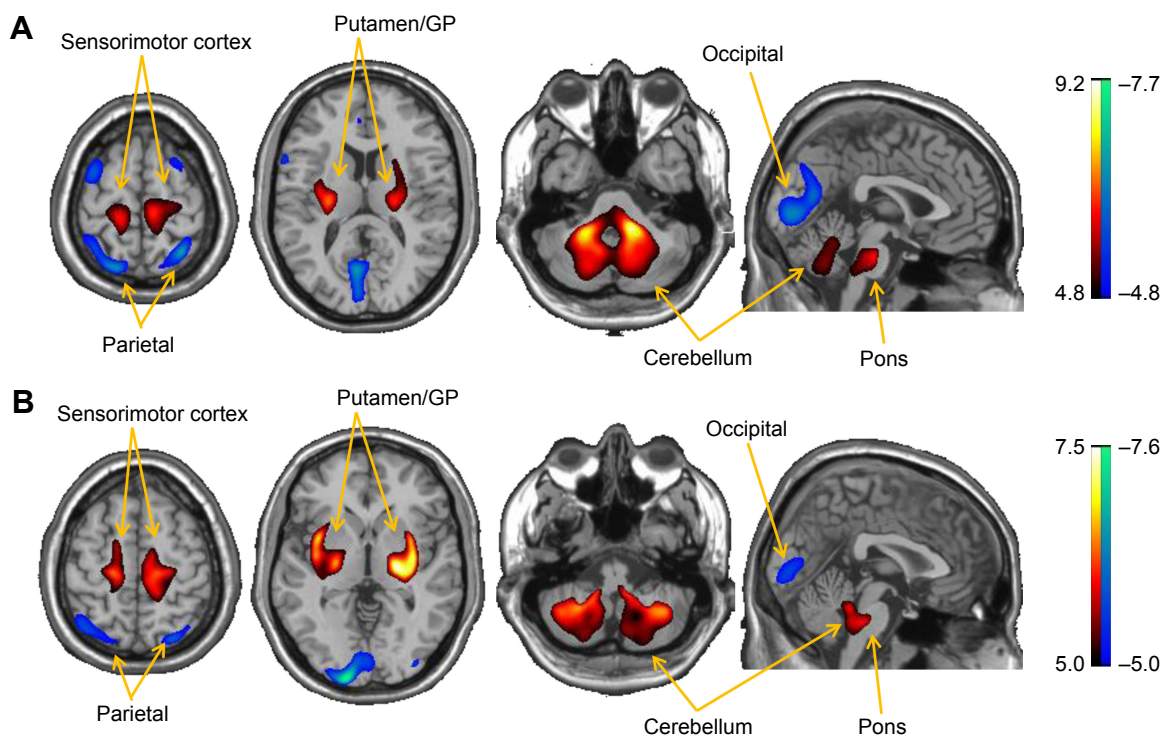 A
Putamen/GP
Sensorimotor cortex
Occipital
9.2
–7.7
4.8
–4.8
Parietal
Cerebellum
Pons
B
Putamen/GP
Sensorimotor cortex
Occipital
7.5
–7.6
5.0
–5.0
Parietal
Cerebellum
Pons